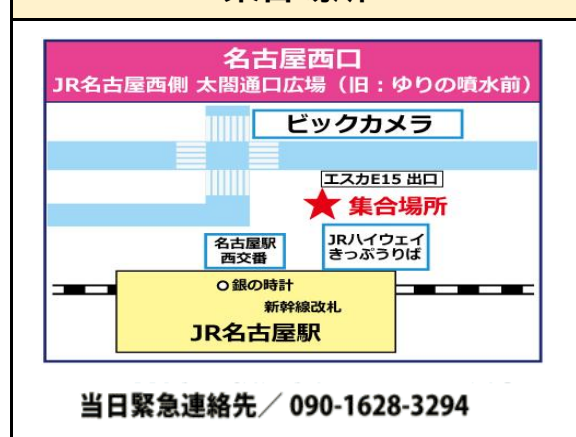 名古屋西口
JR名古屋西側 太閤通口広場（旧：ゆりの噴水前）
ビックカメラ
エスカE15 出口
★ 集合場所
名古屋駅
西交番
JRハイウェイ
きっぷうりば
銀の時計
新幹線改札
JR名古屋駅
当日緊急連絡先／ 090-1628-3294